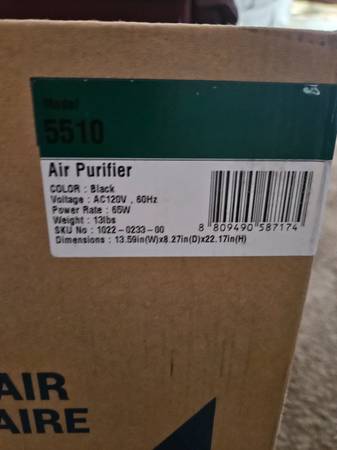 Model
5510
Air Purifier
COLOR : Black
Voltage : AC120V , 60Hz
Power Rate : 65W
Weight : 13lbs
SKU No : 1022-0233-00
Dimensions : 13.59in(W)x8.27in(D)x22.17in(H)
8 809490 587174
AIR
AIRE